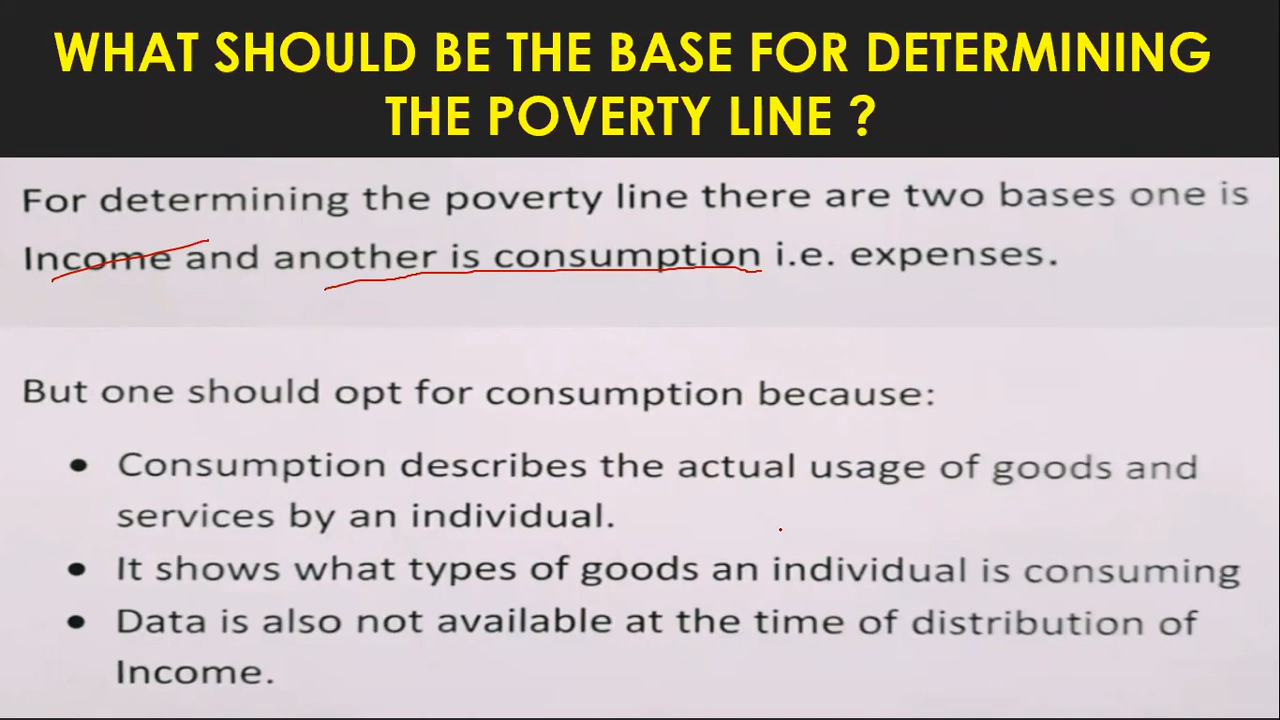 WHAT SHOULD BE THE BASE FOR DETERMINING
THE POVERTY LINE ?
For determining the poverty line there are two bases one is
Income and another is consumption i.e. expenses.
But one should opt for consumption because:
• Consumption describes the actual usage of goods and
services by an individual.
• It shows what types of goods an individual is consuming
• Data is also not available at the time of distribution of
Income.